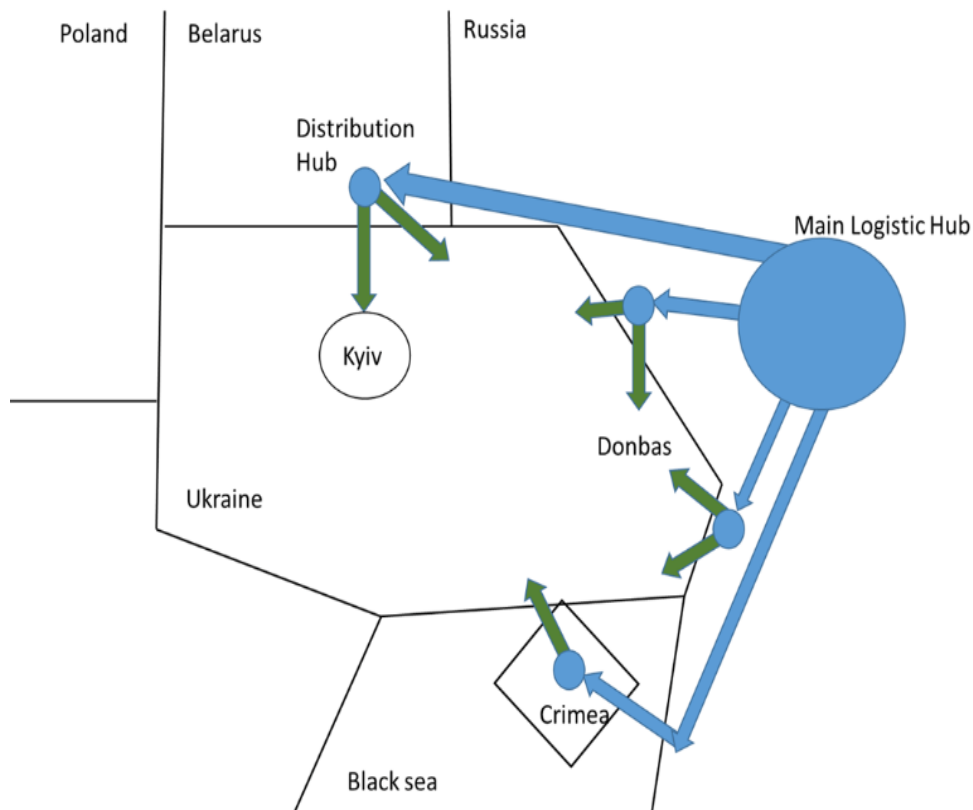 Poland
Belarus
Russia
Distribution
Hub
Main Logistic Hub
Kyiv
Donbas
Ukraine
Crimea
Black sea